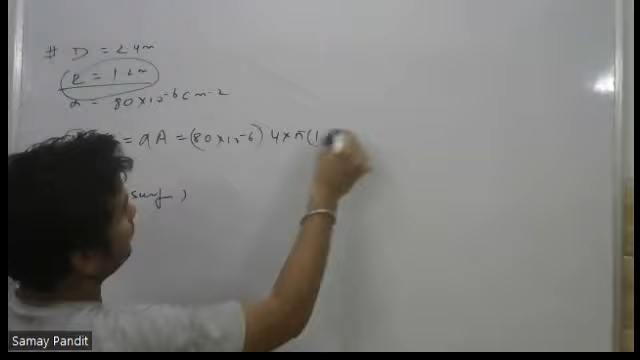 # D = 2.4m
R = 1.2m
σ = 80×10-6 C m-2
= σA = (80×10-6) 4×π(1
surf )
Samay Pandit